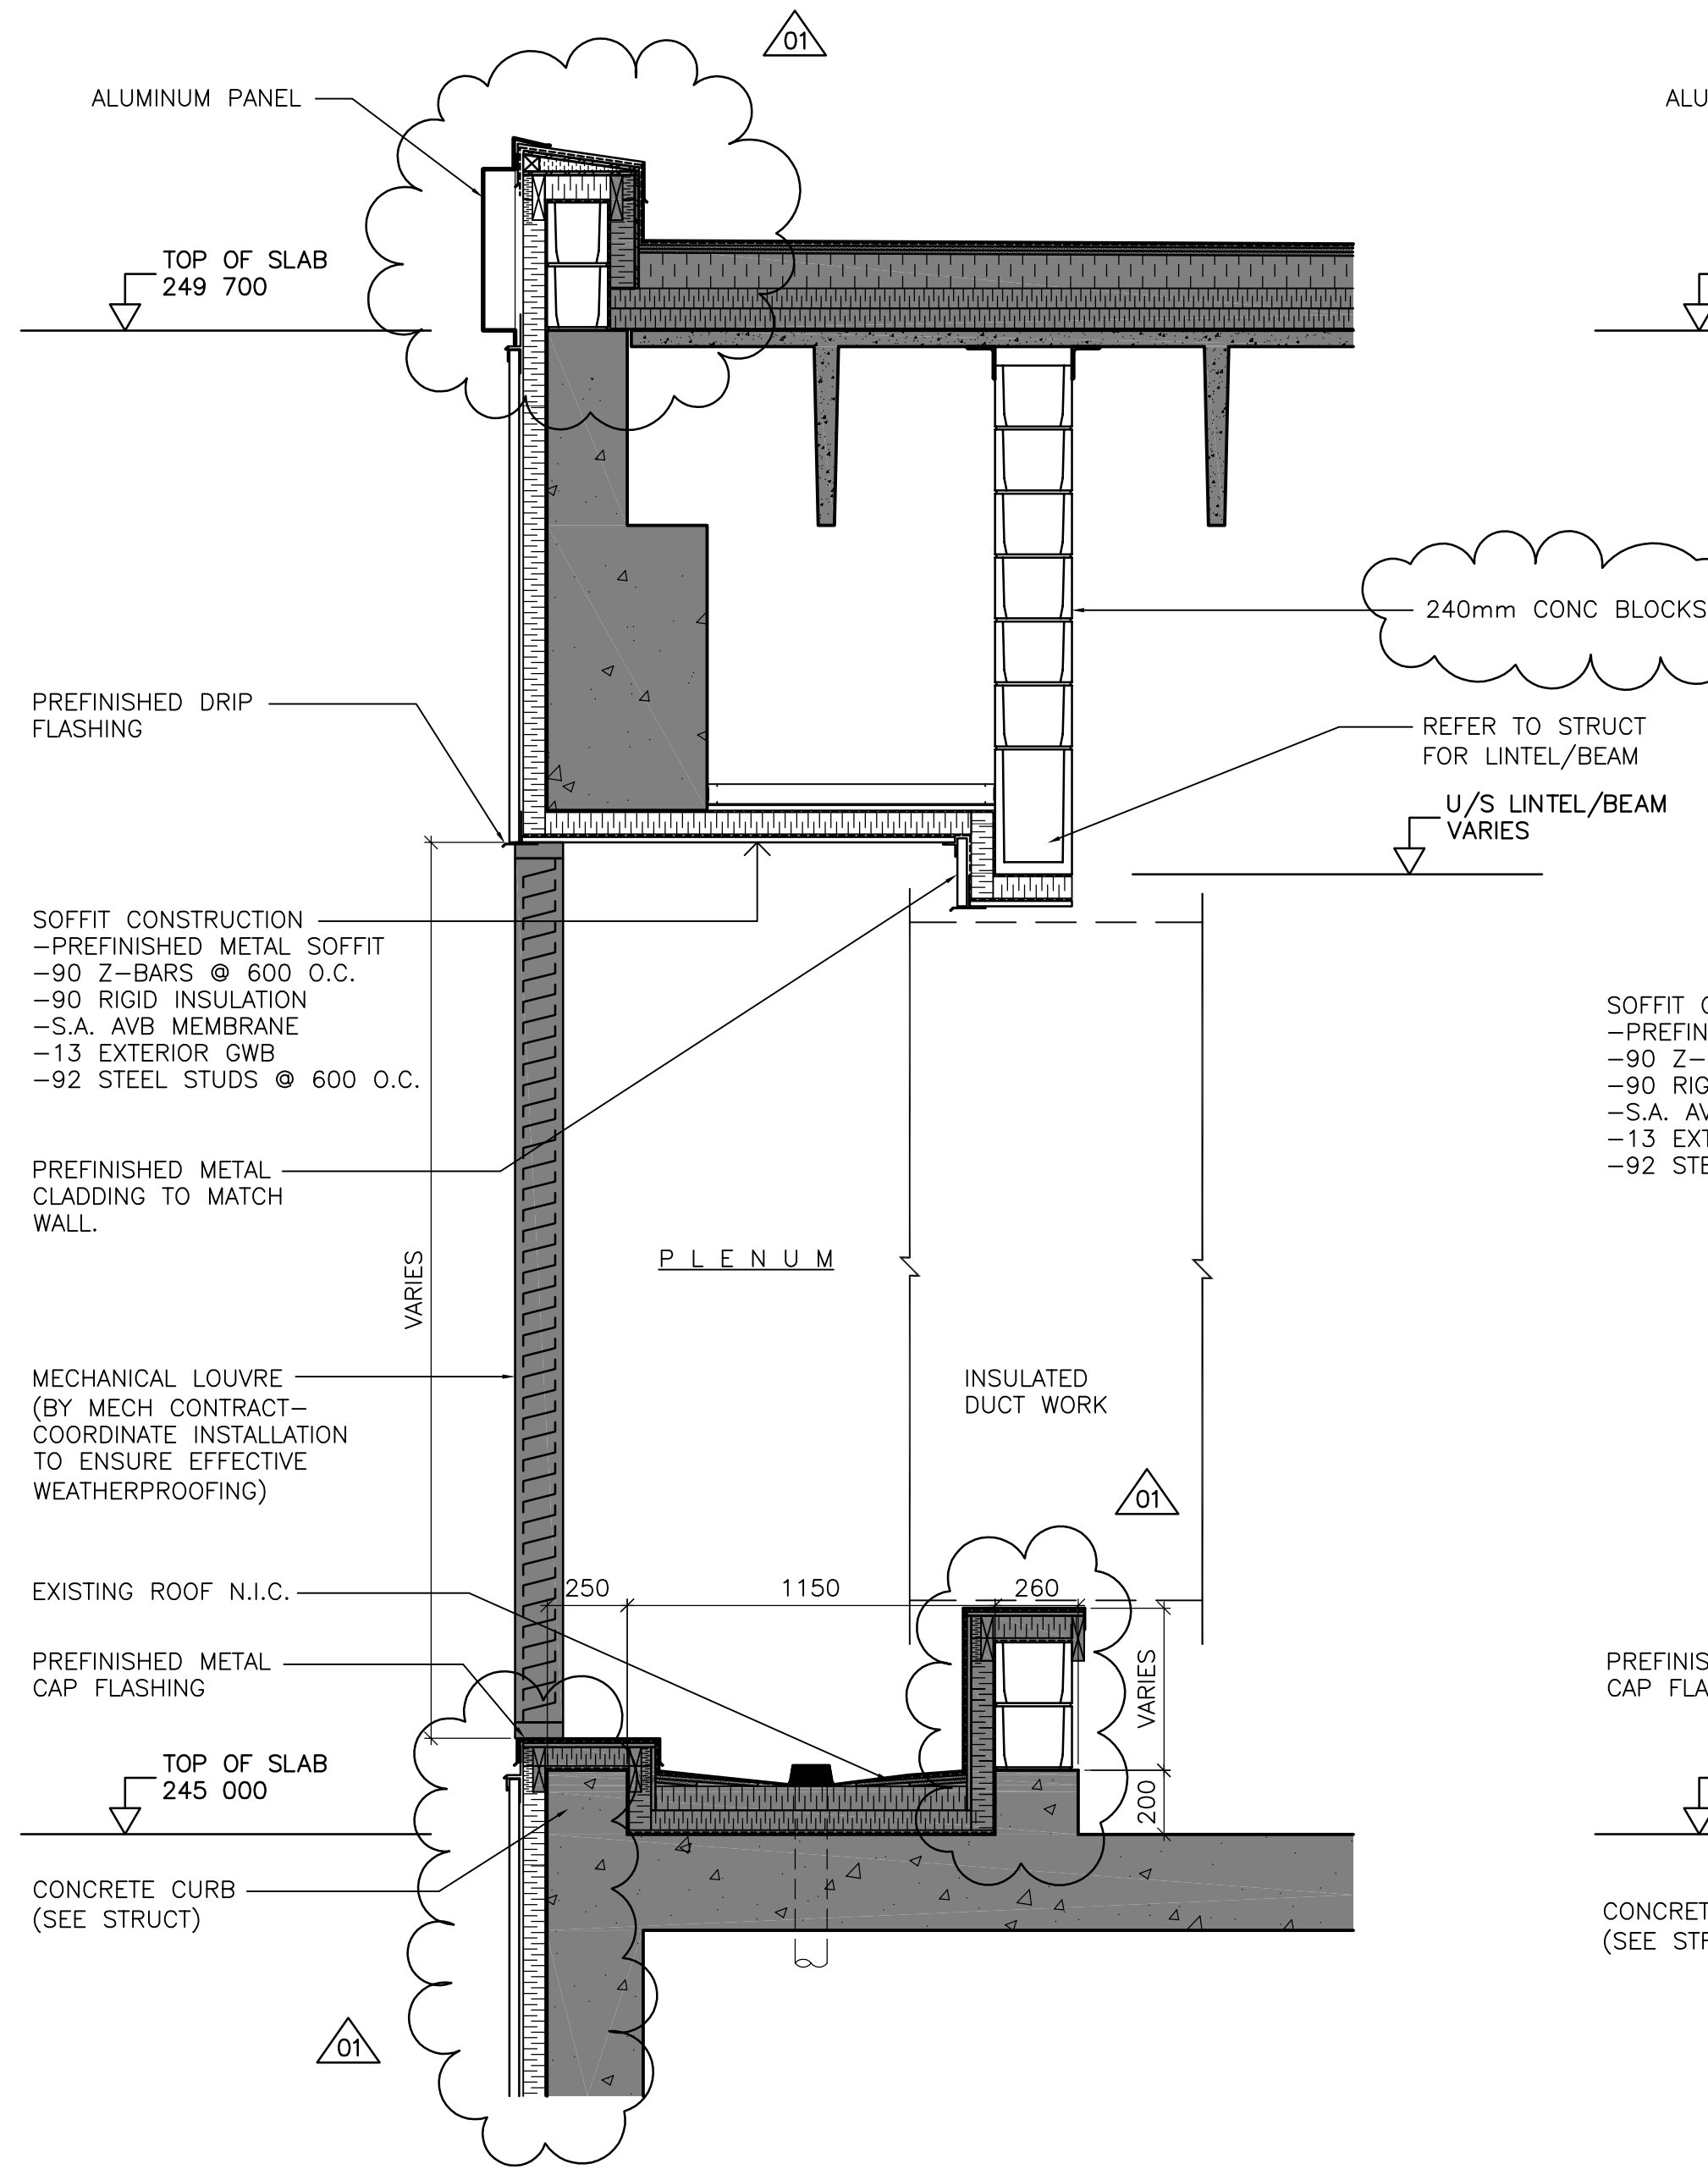 01
ALUMINUM PANEL
ALU
TOP OF SLAB
249 700
240mm CONC BLOCKS
PREFINISHED DRIP
FLASHING
REFER TO STRUCT
FOR LINTEL/BEAM
U/S LINTEL/BEAM
VARIES
SOFFIT CONSTRUCTION
-PREFINISHED METAL SOFFIT
-90 Z-BARS @ 600 O.C.
-90 RIGID INSULATION
-S.A. AVB MEMBRANE
-13 EXTERIOR GWB
-92 STEEL STUDS @ 600 O.C.
SOFFIT C
-PREFIN
-90 Z-
-90 RIG
-S.A. AV
-13 EXT
-92 STE
PREFINISHED METAL
CLADDING TO MATCH
WALL.
VARIES
PLENUM
MECHANICAL LOUVRE
(BY MECH CONTRACT-
COORDINATE INSTALLATION
TO ENSURE EFFECTIVE
WEATHERPROOFING)
INSULATED
DUCT WORK
01
EXISTING ROOF N.I.C.
250
1150
260
PREFINISHED METAL
CAP FLASHING
VARIES
PREFINIS
CAP FLA
TOP OF SLAB
245 000
200
CONCRETE CURB
(SEE STRUCT)
CONCRET
(SEE STR
01